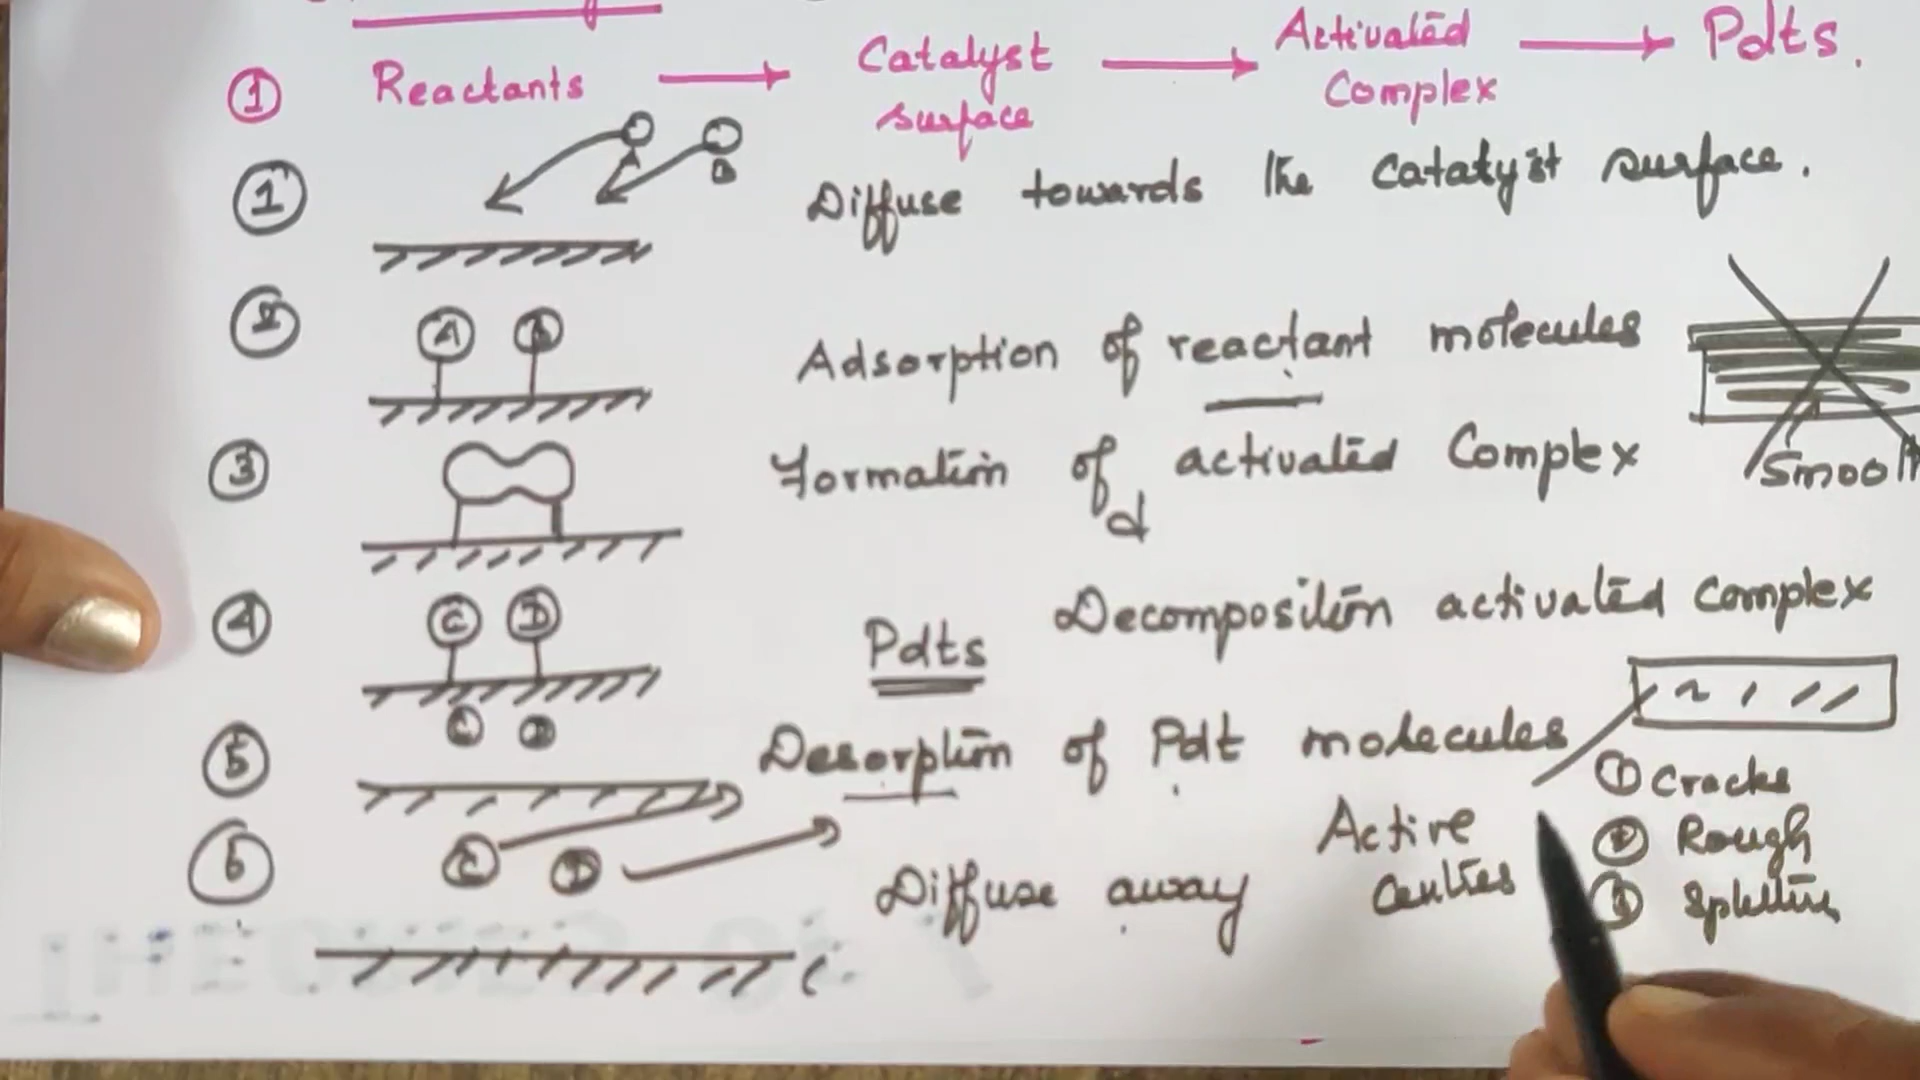 ① Reactants → Catalyst surface → Activated Complex → Pdts.
① A B Diffuse towards the catalyst surface.
② A B Adsorption of reactant molecules
Smooth
③ Formation of activated Complex
d
④ C D Pdts Decomposition activated complex
⑤ C D Desorption of Pdt molecules
① Cracks
Active
② Rough
⑥ C D Diffuse away
③